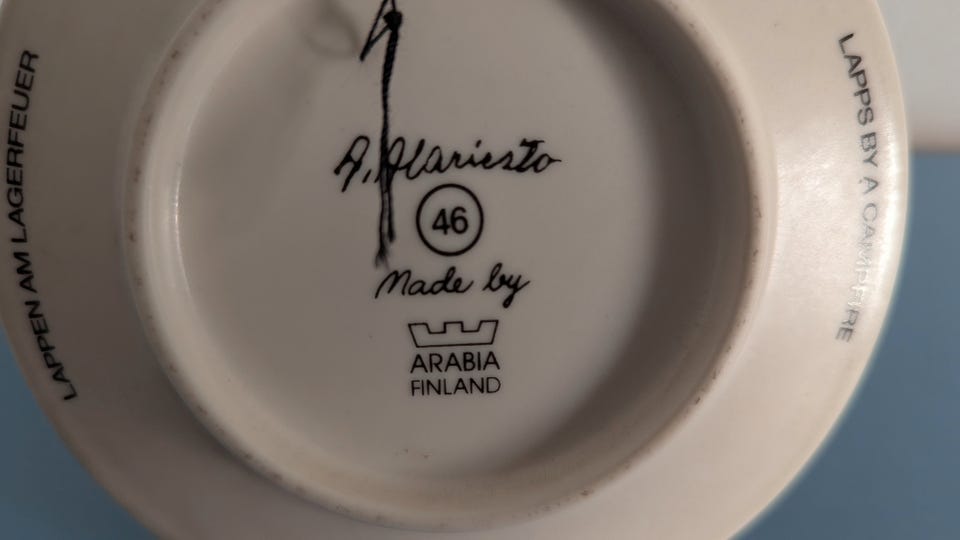 LAPPEN AM LAGERFEUER
A. Alariesto
46
Made by
ARABIA
FINLAND
LAPPS BY A CAMPFIRE